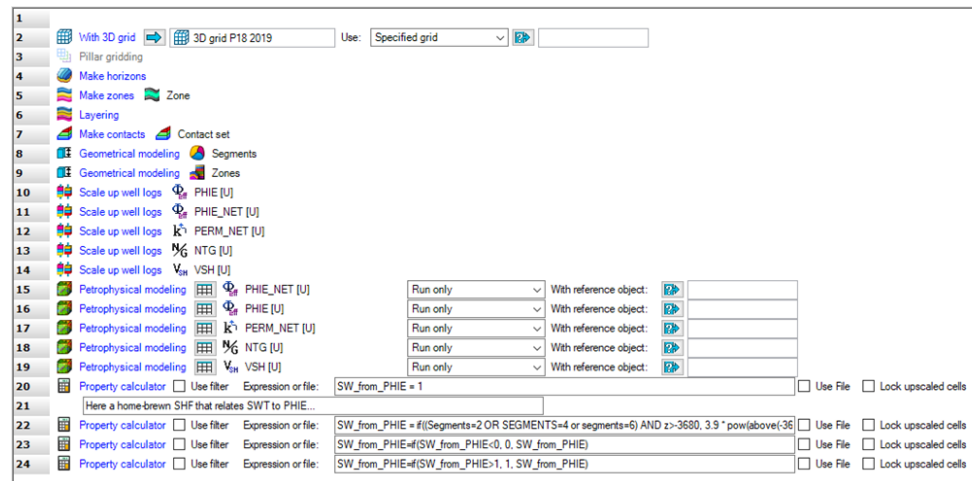 1
2 With 3D grid 3D grid P18 2019 Use: Specified grid
3 Pillar gridding
4 Make horizons
5 Make zones Zone
6 Layering
7 Make contacts Contact set
8 Geometrical modeling Segments
9 Geometrical modeling Zones
10 Scale up well logs PHIE [U]
11 Scale up well logs PHIE_NET [U]
12 Scale up well logs PERM_NET [U]
13 Scale up well logs NTG [U]
14 Scale up well logs VSH [U]
15 Petrophysical modeling PHIE_NET [U] Run only With reference object:
16 Petrophysical modeling PHIE [U] Run only With reference object:
17 Petrophysical modeling PERM_NET [U] Run only With reference object:
18 Petrophysical modeling NTG [U] Run only With reference object:
19 Petrophysical modeling VSH [U] Run only With reference object:
20 Property calculator Use filter Expression or file: SW_from_PHIE = 1 Use File Lock upscaled cells
21 Here a home-brewn SHF that relates SWT to PHIE...
22 Property calculator Use filter Expression or file: SW_from_PHIE = if((Segments=2 OR SEGMENTS=4 or segments=6) AND z>-3680, 3.9 * pow(above(-36 Use File Lock upscaled cells
23 Property calculator Use filter Expression or file: SW_from_PHIE=if(SW_from_PHIE<0, 0, SW_from_PHIE) Use File Lock upscaled cells
24 Property calculator Use filter Expression or file: SW_from_PHIE=if(SW_from_PHIE>1, 1, SW_from_PHIE) Use File Lock upscaled cells